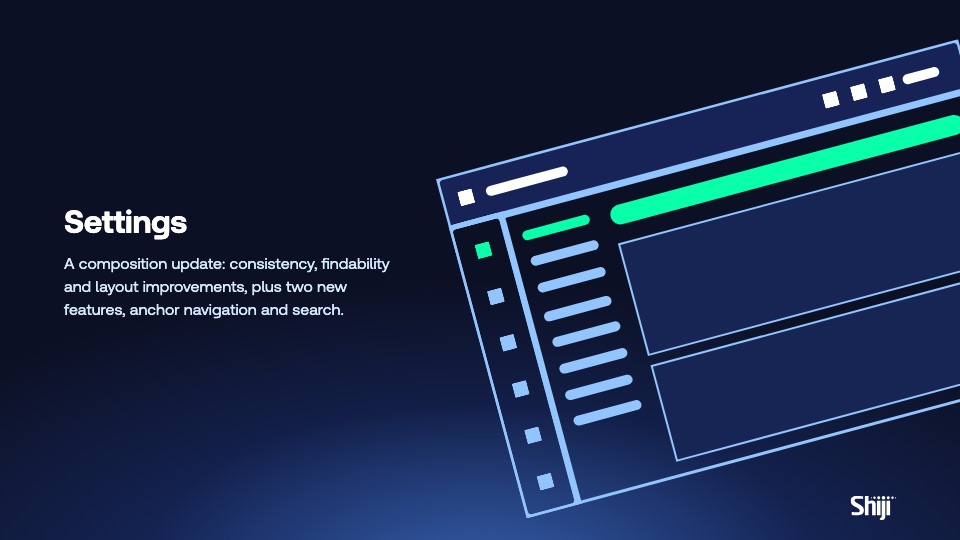 Settings
A composition update: consistency, findability
and layout improvements, plus two new
features, anchor navigation and search.
Shiji